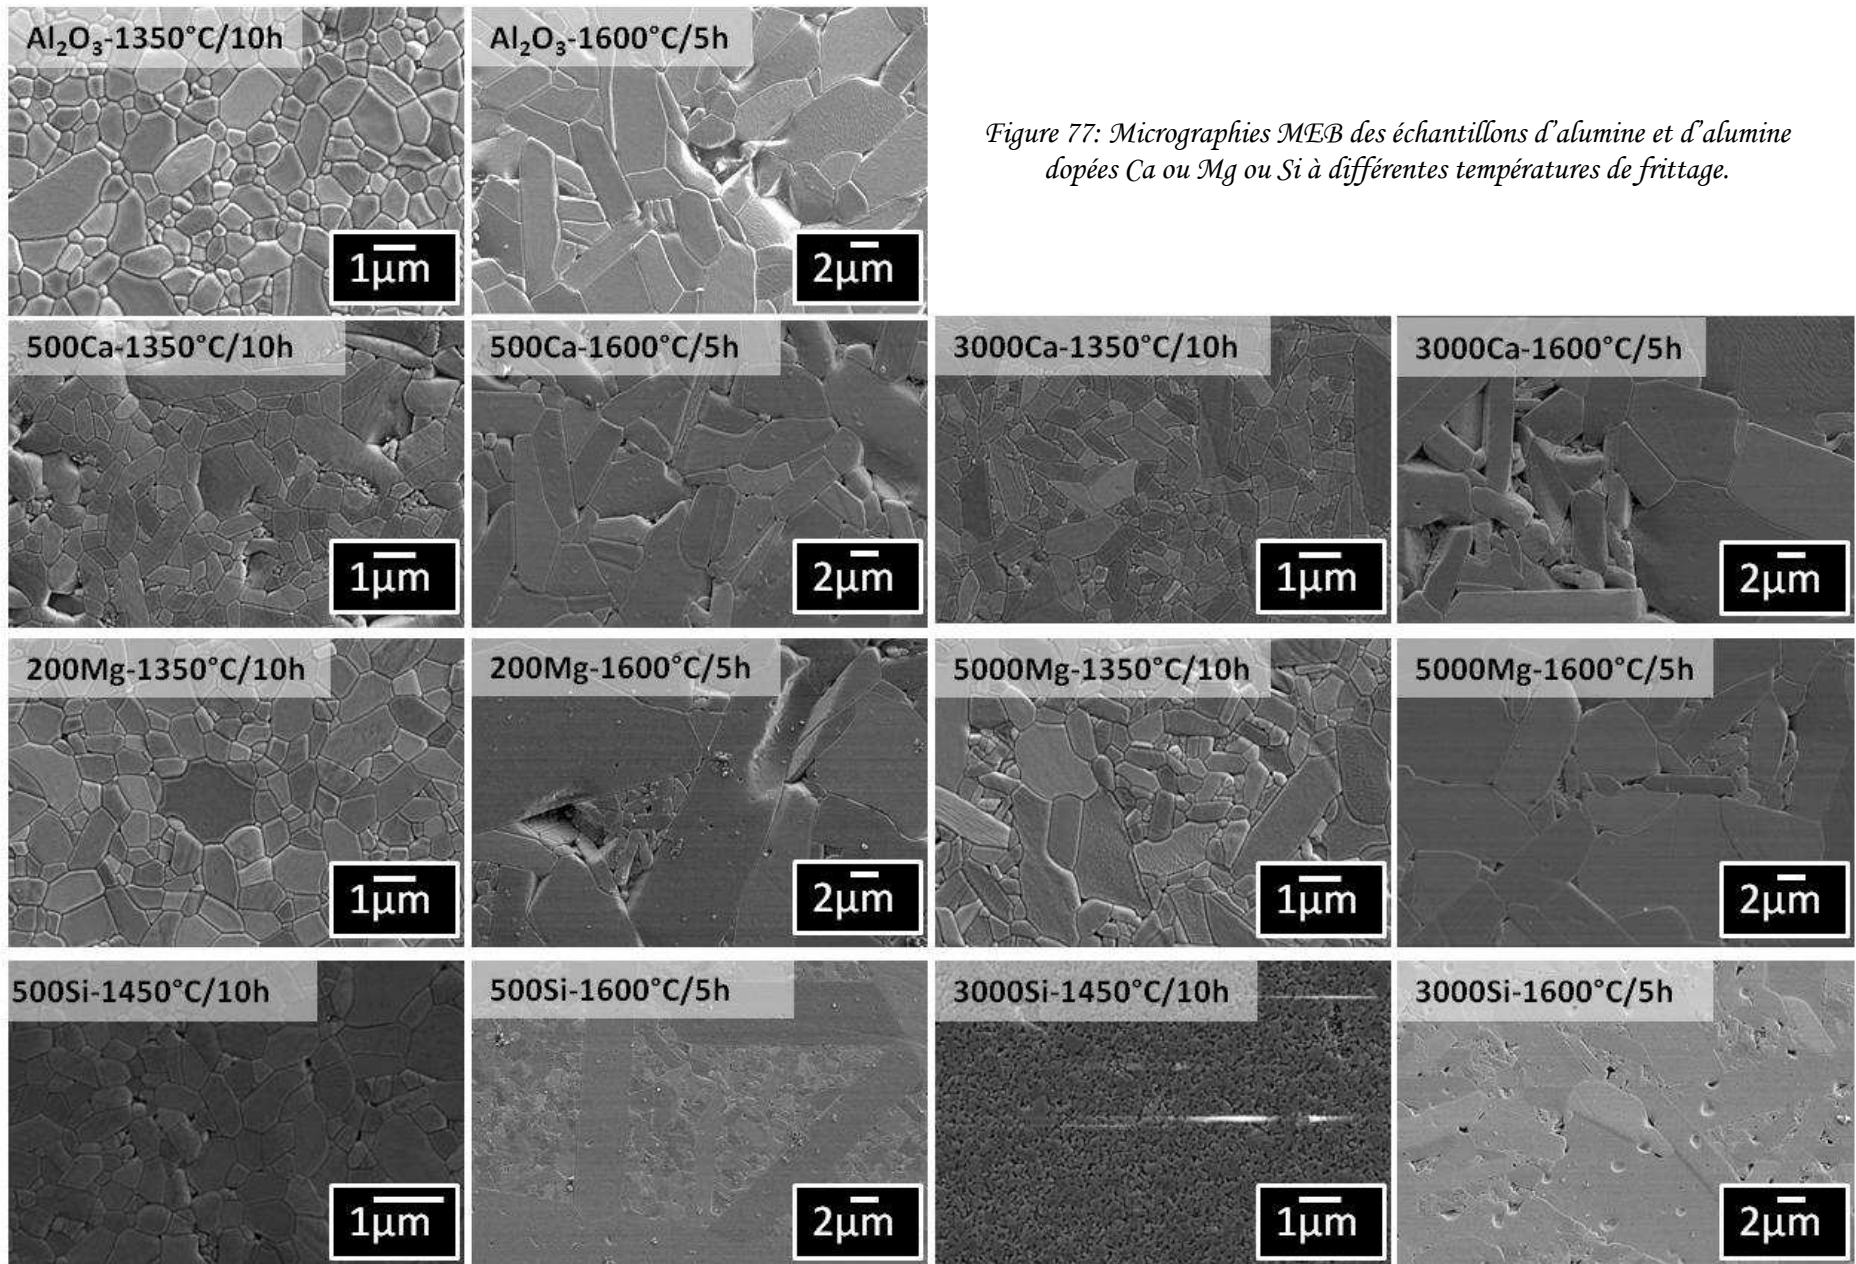 Al₂O₃-1350°C/10h
1µm
Al₂O₃-1600°C/5h
2µm
Figure 77: Micrographies MEB des échantillons d'alumine et d'alumine
dopées Ca ou Mg ou Si à différentes températures de frittage.
500Ca-1350°C/10h
1µm
500Ca-1600°C/5h
2µm
3000Ca-1350°C/10h
1µm
3000Ca-1600°C/5h
2µm
200Mg-1350°C/10h
1µm
200Mg-1600°C/5h
2µm
5000Mg-1350°C/10h
1µm
5000Mg-1600°C/5h
2µm
500Si-1450°C/10h
1µm
500Si-1600°C/5h
2µm
3000Si-1450°C/10h
1µm
3000Si-1600°C/5h
2µm